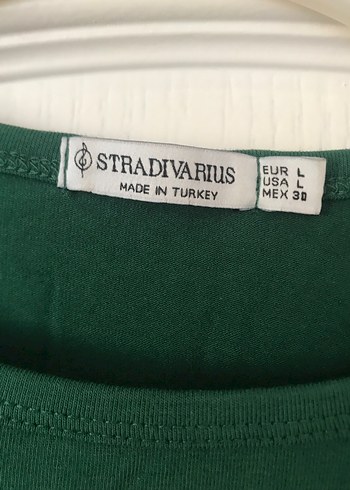 STRADIVARIUS
MADE IN TURKEY
EUR L
USA L
MEX 30